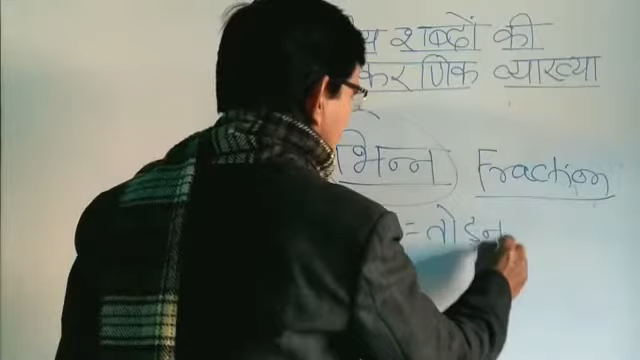 शब्दों की
करणिक व्याख्या
भिन्न Fraction
= तोड़न